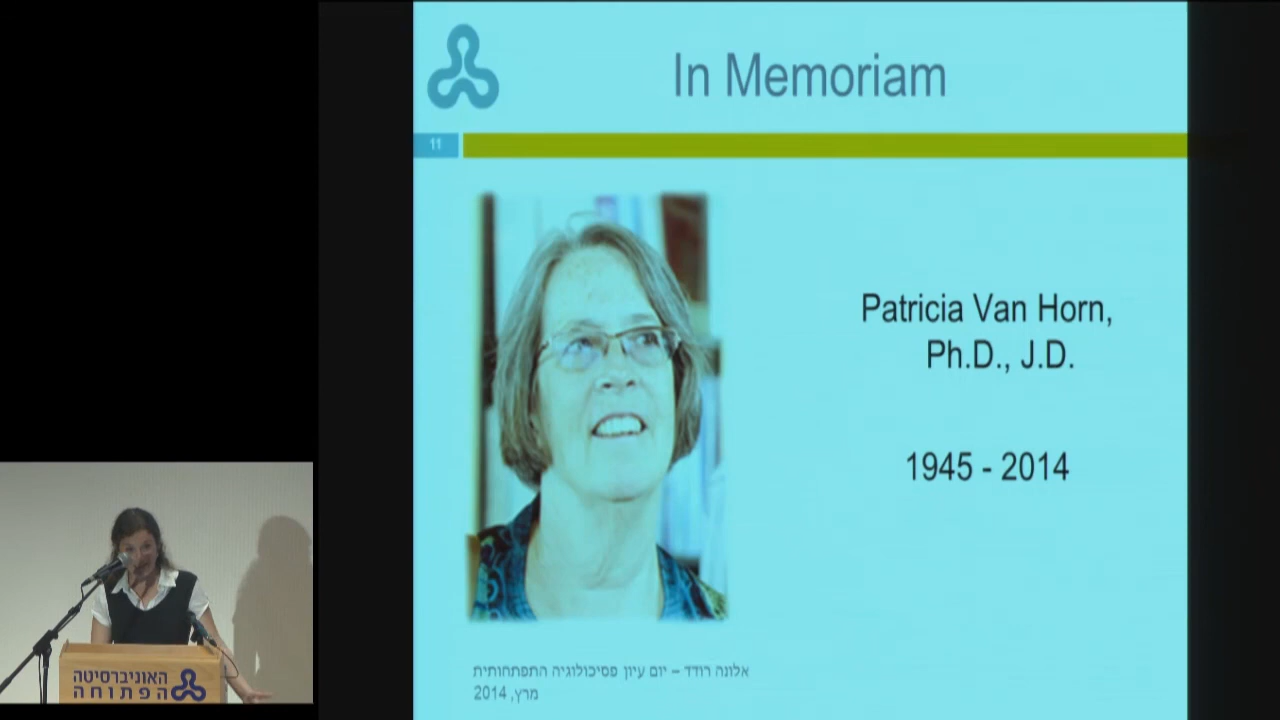 In Memoriam
11
Patricia Van Horn,
Ph.D., J.D.
1945 - 2014
אלונה רודד – יום עיון פסיכולוגיה התפתחותית
מרץ, 2014
האוניברסיטה
הפתוחה